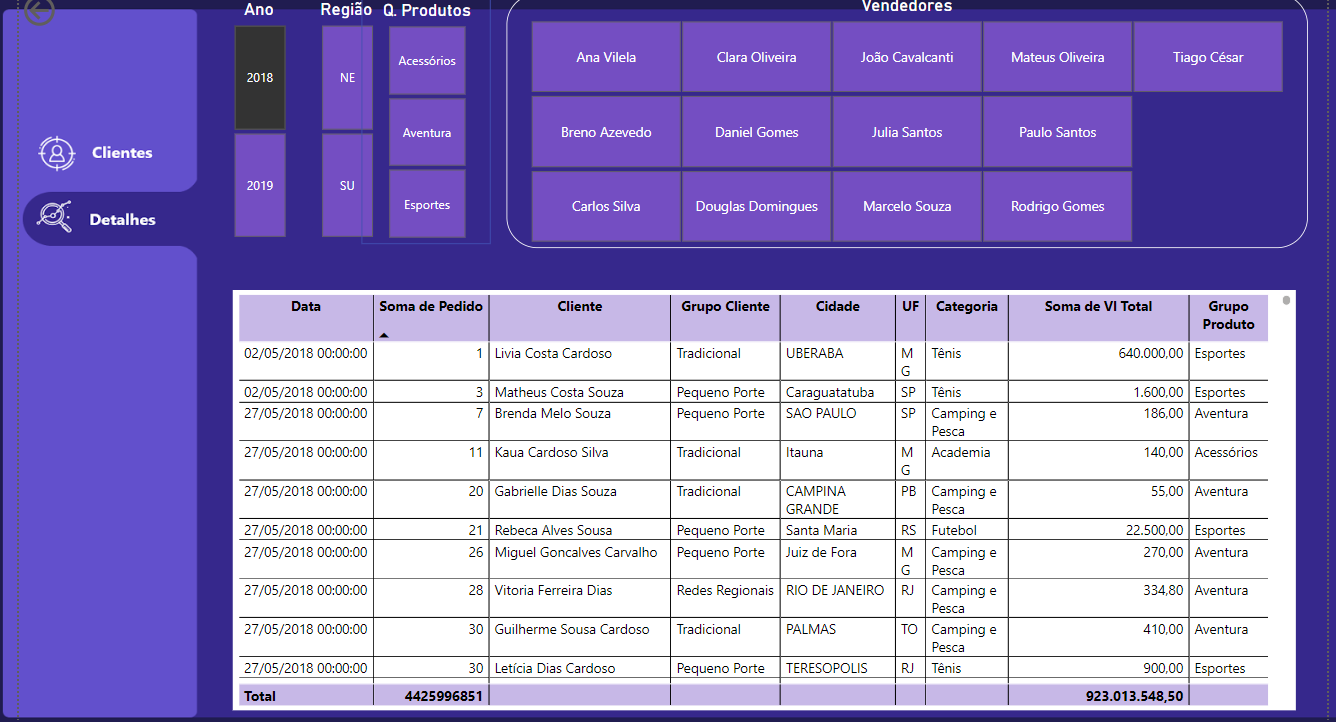 Ano
Região
Q. Produtos
Vendedores
2018
2019
NE
SU
Acessórios
Aventura
Esportes
Ana Vilela
Clara Oliveira
João Cavalcanti
Mateus Oliveira
Tiago César
Breno Azevedo
Daniel Gomes
Julia Santos
Paulo Santos
Carlos Silva
Douglas Domingues
Marcelo Souza
Rodrigo Gomes
Clientes
Detalhes
Data Soma de Pedido Cliente Grupo Cliente Cidade UF Categoria Soma de Vl Total Grupo
Produto
02/05/2018 00:00:00 1 Livia Costa Cardoso Tradicional UBERABA M Tênis 640.000,00 Esportes
G
02/05/2018 00:00:00 3 Matheus Costa Souza Pequeno Porte Caraguatatuba SP Tênis 1.600,00 Esportes
27/05/2018 00:00:00 7 Brenda Melo Souza Pequeno Porte SAO PAULO SP Camping e 186,00 Aventura
Pesca
27/05/2018 00:00:00 11 Kaua Cardoso Silva Tradicional Itauna M Academia 140,00 Acessórios
G
27/05/2018 00:00:00 20 Gabrielle Dias Souza Tradicional CAMPINA PB Camping e 55,00 Aventura
GRANDE Pesca
27/05/2018 00:00:00 21 Rebeca Alves Sousa Pequeno Porte Santa Maria RS Futebol 22.500,00 Esportes
27/05/2018 00:00:00 26 Miguel Goncalves Carvalho Pequeno Porte Juiz de Fora M Camping e 270,00 Aventura
G Pesca
27/05/2018 00:00:00 28 Vitoria Ferreira Dias Redes Regionais RIO DE JANEIRO RJ Camping e 334,80 Aventura
Pesca
27/05/2018 00:00:00 30 Guilherme Sousa Cardoso Tradicional PALMAS TO Camping e 410,00 Aventura
Pesca
27/05/2018 00:00:00 30 Letícia Dias Cardoso Pequeno Porte TERESOPOLIS RJ Tênis 900,00 Esportes
Total 4425996851 923.013.548,50